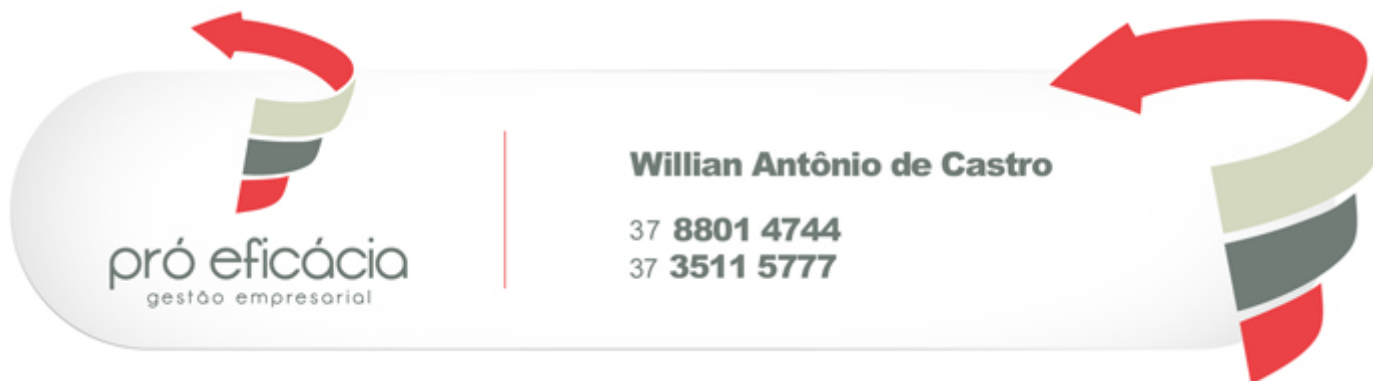 pró eficácia
gestão empresarial
Willian Antônio de Castro
37 8801 4744
37 3511 5777